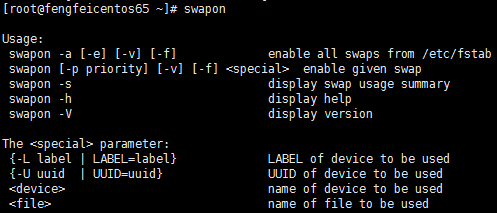 [root@fengfeicentos65 ~]# swapon

Usage:
 swapon -a [-e] [-v] [-f]                    enable all swaps from /etc/fstab
 swapon [-p priority] [-v] [-f] <special>  enable given swap
 swapon -s                                   display swap usage summary
 swapon -h                                   display help
 swapon -V                                   display version

The <special> parameter:
 {-L label | LABEL=label}                    LABEL of device to be used
 {-U uuid  | UUID=uuid}                      UUID of device to be used
 <device>                                    name of device to be used
 <file>                                      name of file to be used